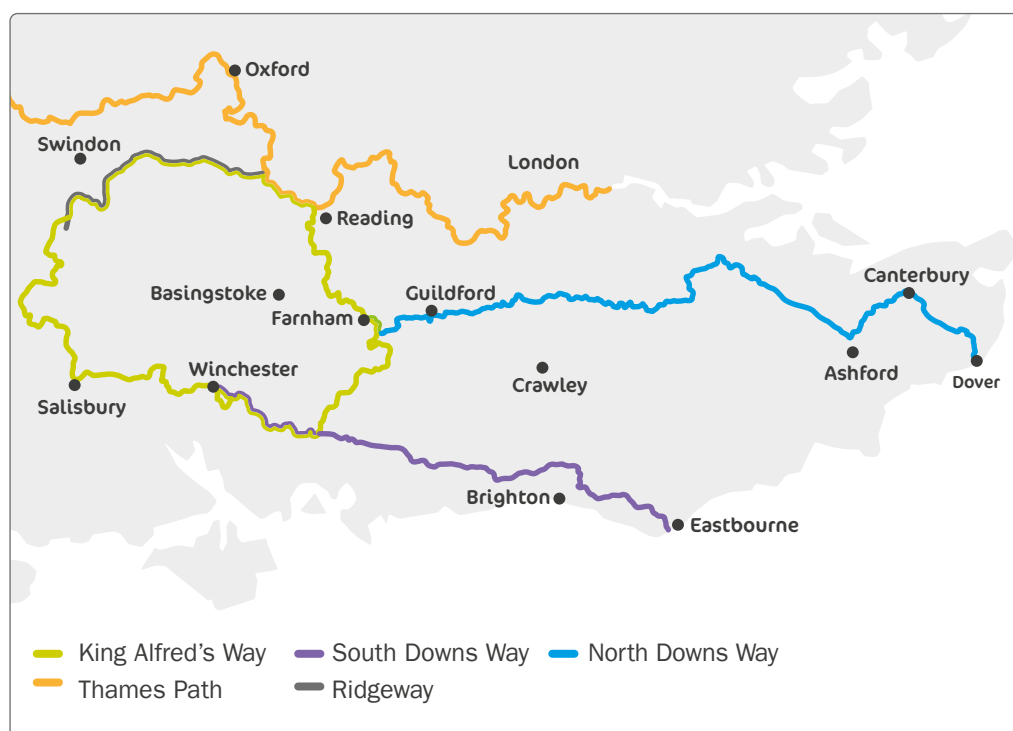 Oxford
Swindon
London
Reading
Canterbury
Basingstoke
Guildford
Farnham
Winchester
Ashford
Dover
Crawley
Salisbury
Brighton
Eastbourne
King Alfred's Way
South Downs Way
North Downs Way
Thames Path
Ridgeway